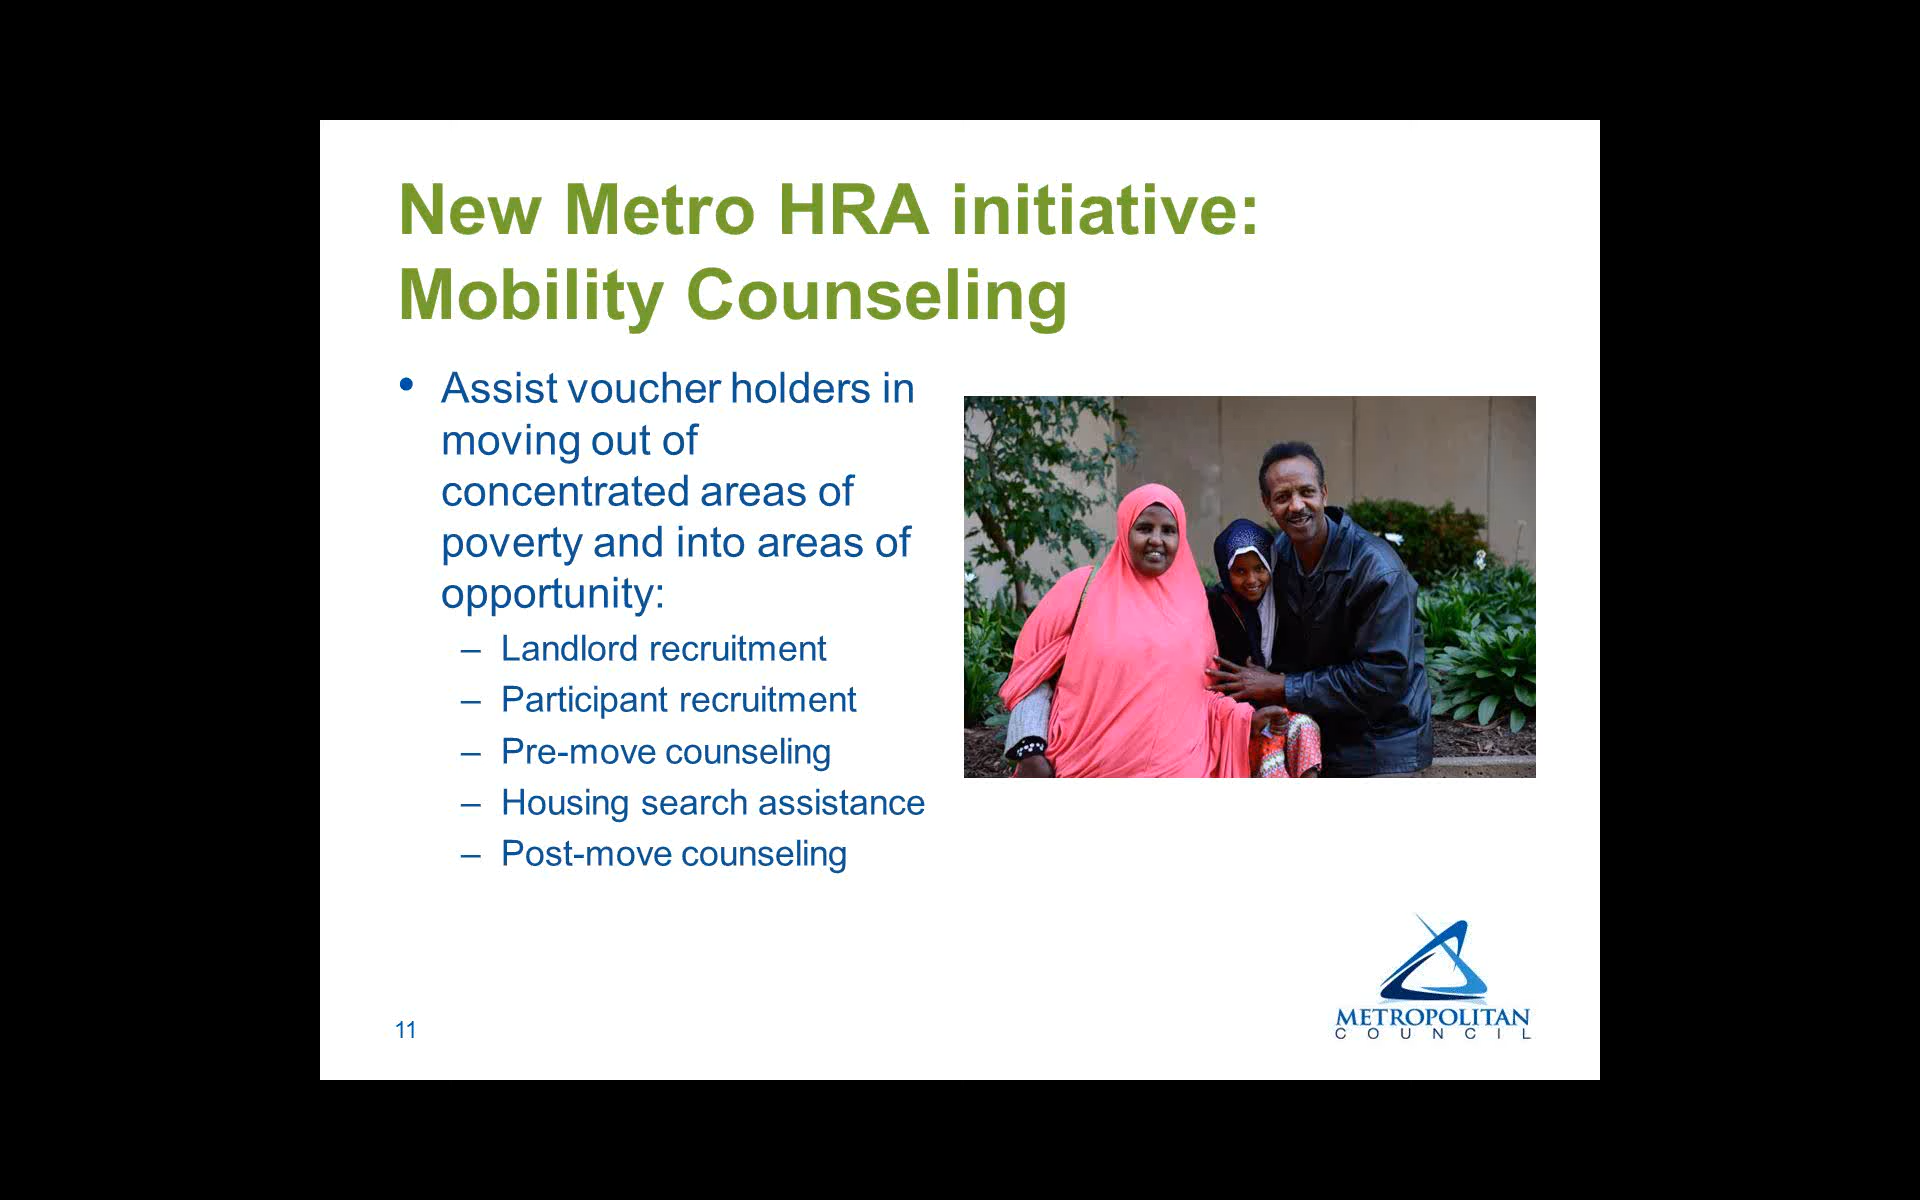 New Metro HRA initiative:
Mobility Counseling
• Assist voucher holders in
moving out of
concentrated areas of
poverty and into areas of
opportunity:
– Landlord recruitment
– Participant recruitment
– Pre-move counseling
– Housing search assistance
– Post-move counseling
11
METROPOLITAN
COUNCIL